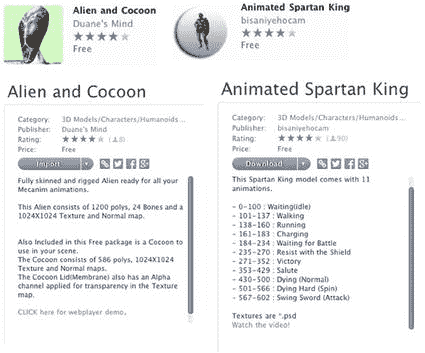 Alien and Cocoon
Duane's Mind
Free
Animated Spartan King
bisaniyehocam
Free
Alien and Cocoon
Category: 3D Models/Characters/Humanoids...
Publisher: Duane's Mind
Rating: (8)
Price: Free
Import
Fully skinned and rigged Alien ready for all your
Mecanim animations.
This Alien consists of 1200 polys, 24 Bones and a
1024X1024 Texture and Normal map.
Also Included in this Free package is a Cocoon to
use in your scene.
The Cocoon consists of 586 polys, 1024X1024
Texture and Normal maps.
The Cocoon Lid(Membrane) also has an Alpha
channel applied for transparency in the Texture
map.
CLICK here for webplayer demo.
Animated Spartan King
Category: 3D Models/Characters/Humanoids...
Publisher: bisaniyehocam
Rating: (90)
Price: Free
Download
This Spartan King model comes with 11
animations.
- 0-100 : Waiting(Idle)
- 101-137 : Walking
- 138-160 : Running
- 161-183 : Charging
- 184-234 : Waiting for Battle
- 235-270 : Resist with the Shield
- 271-352 : Victory
- 353-429 : Salute
- 430-500 : Dying (Normal)
- 501-566 : Dying Hard (Spin)
- 567-602 : Swing Sword (Attack)
Textures are *.psd
Watch the video!